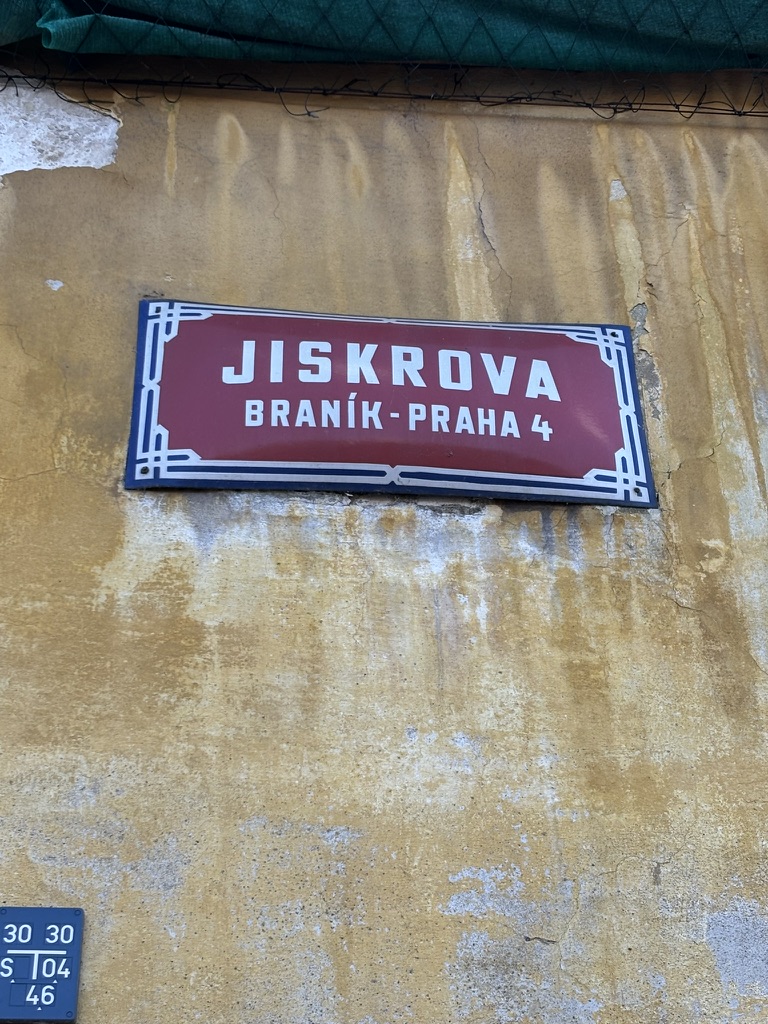 JISKROVA
BRANÍK-PRAHA 4
30 30
S 04
46